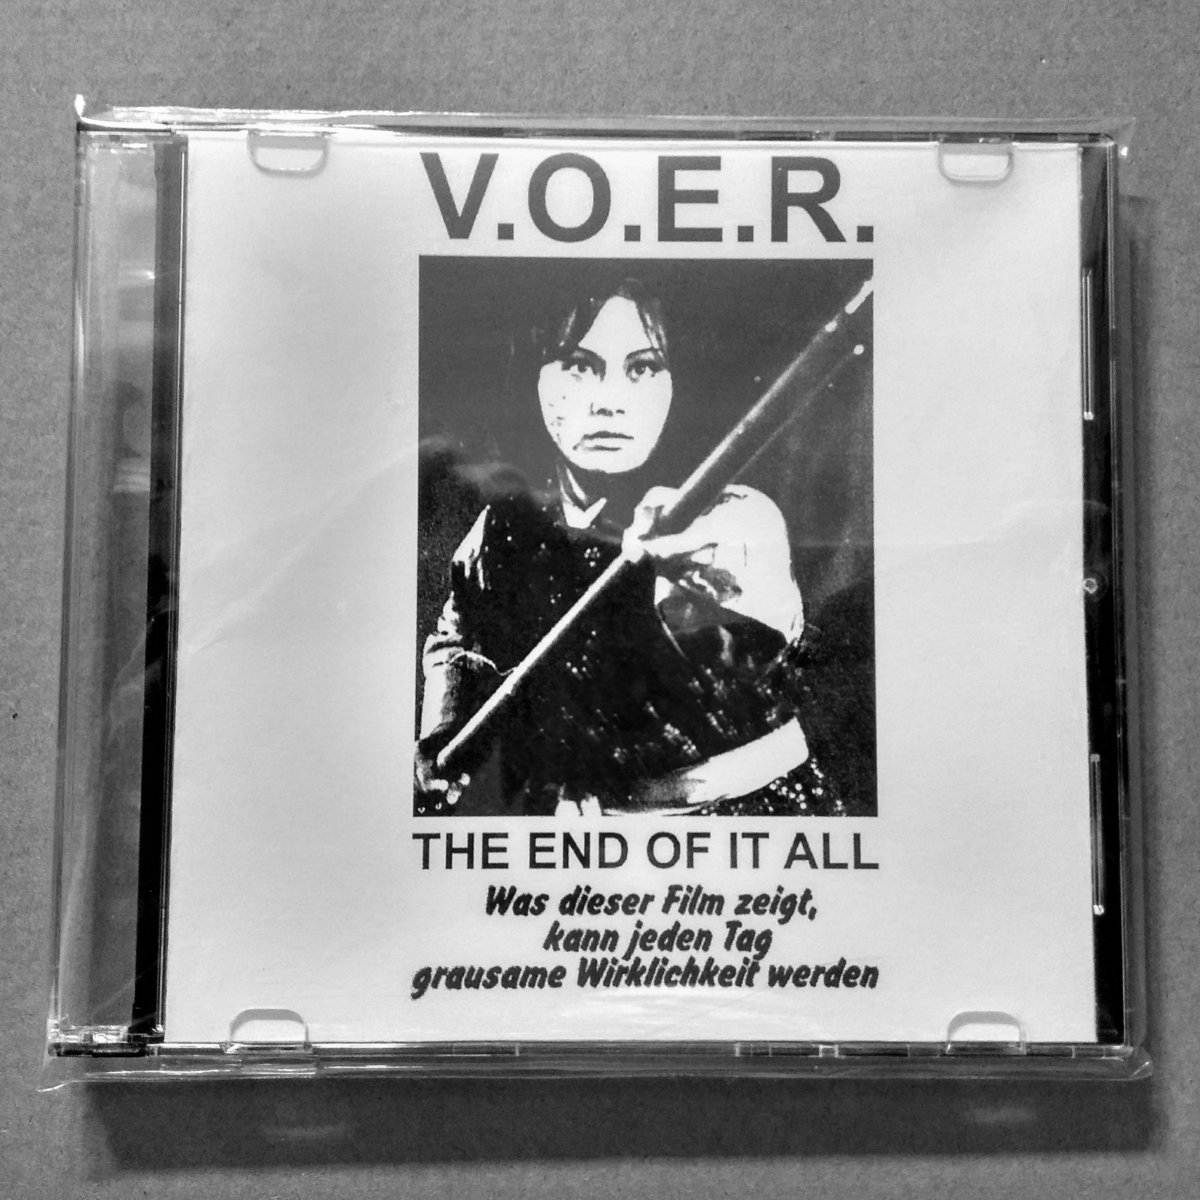 V.O.E.R.
THE END OF IT ALL
Was dieser Film zeigt,
kann jeden Tag
grausame Wirklichkeit werden